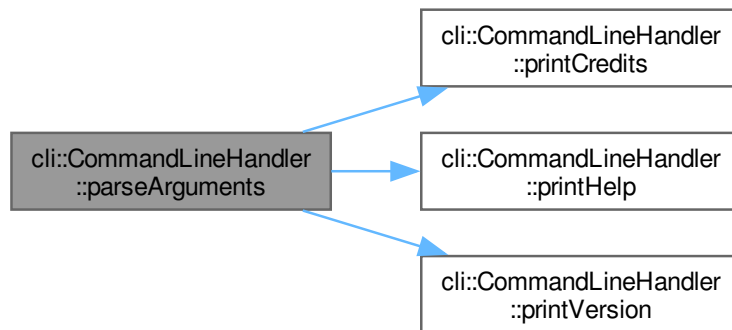 cli::CommandLineHandler
::printCredits
cli::CommandLineHandler
::parseArguments
cli::CommandLineHandler
::printHelp
cli::CommandLineHandler
::printVersion